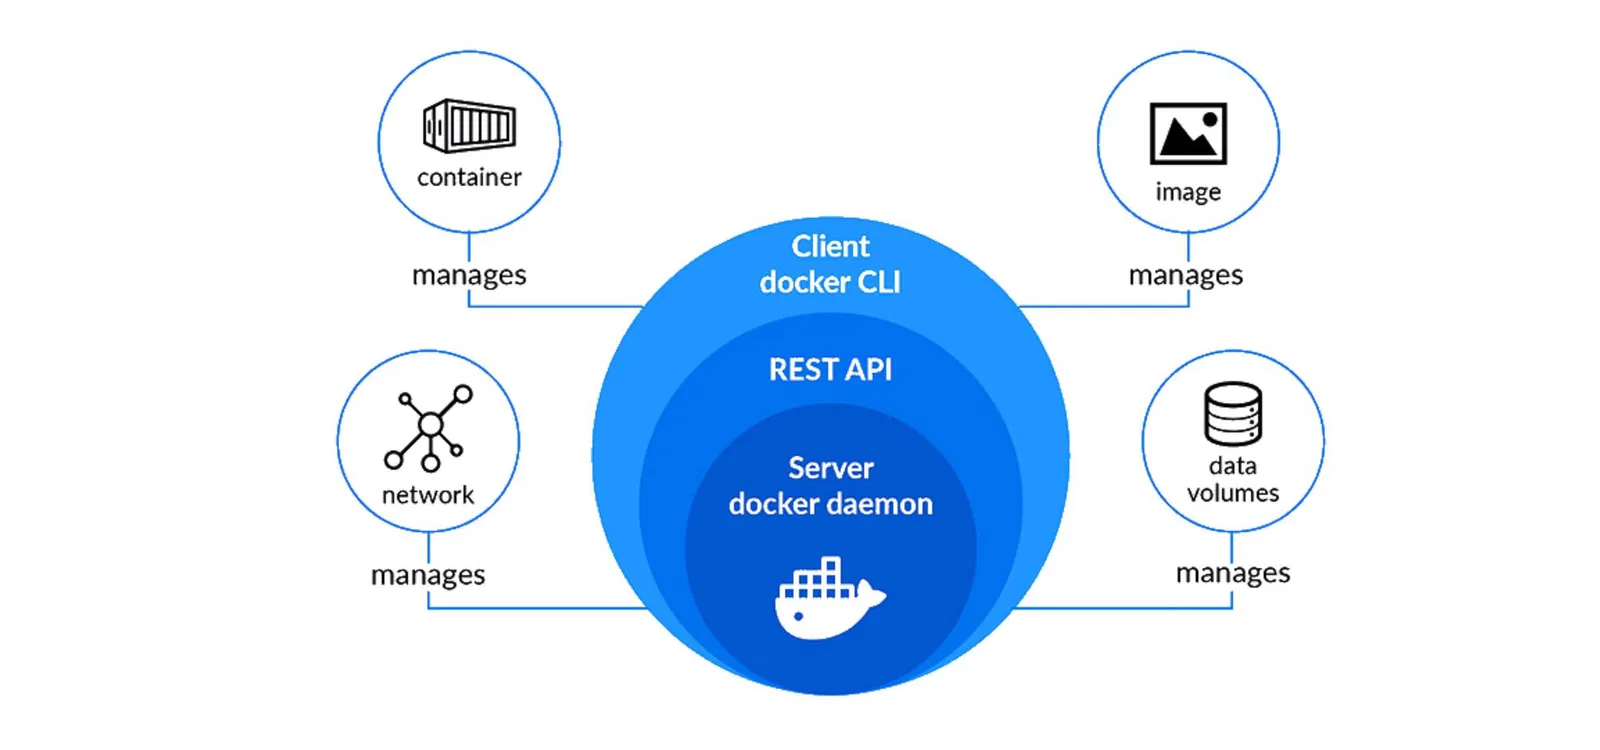 container
manages
image
manages
Client
docker CLI
REST API
Server
docker daemon
network
manages
data
volumes
manages